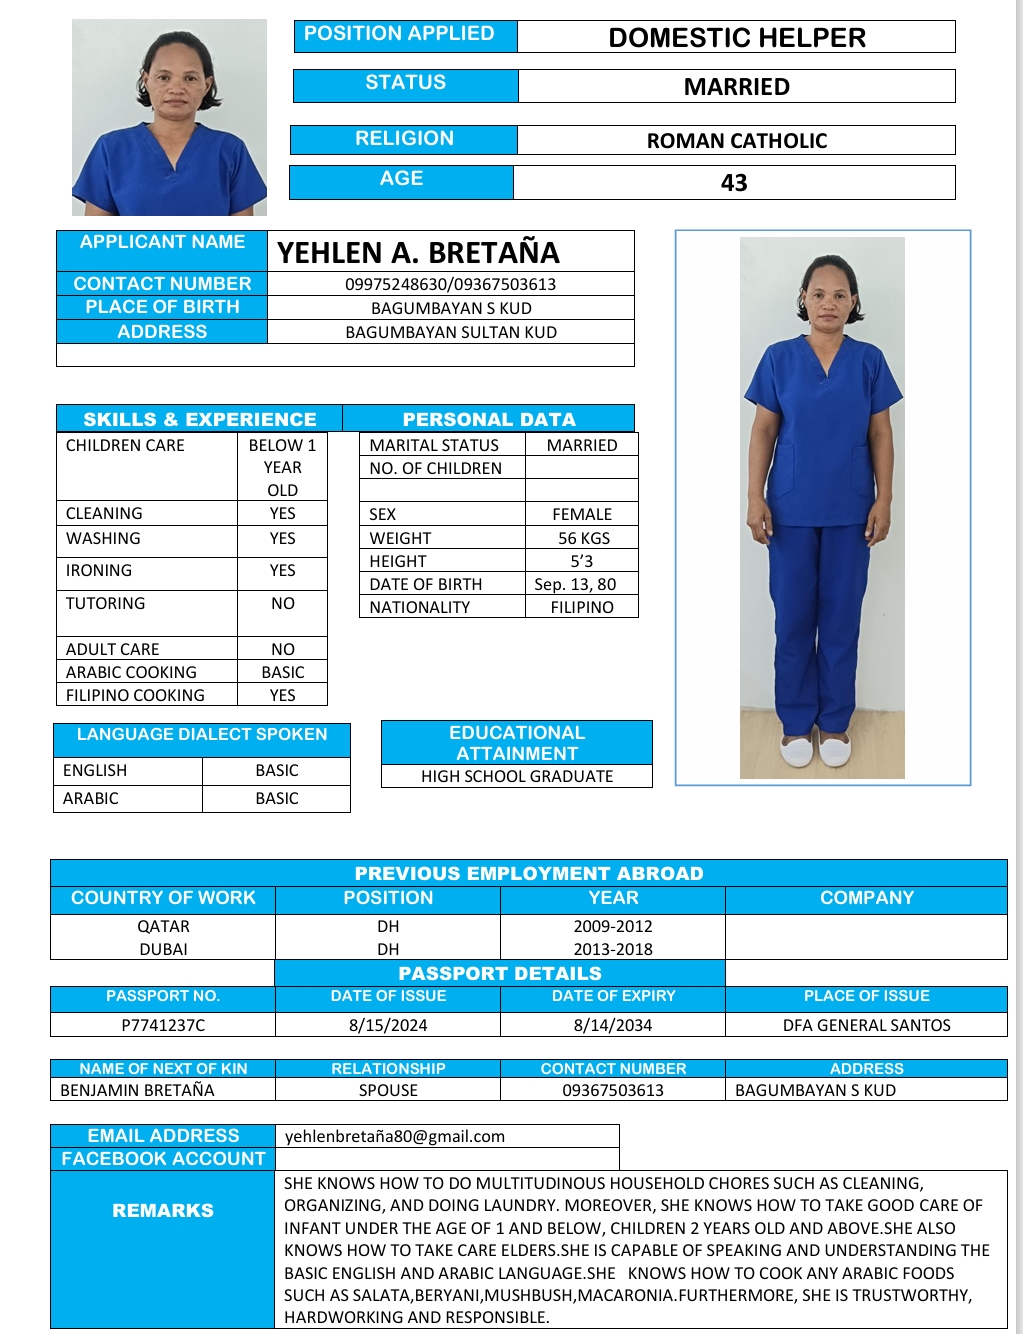 POSITION APPLIED DOMESTIC HELPER
STATUS MARRIED
RELIGION ROMAN CATHOLIC
AGE 43
APPLICANT NAME YEHLEN A. BRETAÑA
CONTACT NUMBER 09975248630/09367503613
PLACE OF BIRTH BAGUMBAYAN S KUD
ADDRESS BAGUMBAYAN SULTAN KUD
SKILLS & EXPERIENCE PERSONAL DATA
CHILDREN CARE BELOW 1
YEAR
OLD
CLEANING YES
WASHING YES
IRONING YES
TUTORING NO
ADULT CARE NO
ARABIC COOKING BASIC
FILIPINO COOKING YES
MARITAL STATUS MARRIED
NO. OF CHILDREN
SEX FEMALE
WEIGHT 56 KGS
HEIGHT 5’3
DATE OF BIRTH Sep. 13, 80
NATIONALITY FILIPINO
LANGUAGE DIALECT SPOKEN
ENGLISH BASIC
ARABIC BASIC
EDUCATIONAL
ATTAINMENT
HIGH SCHOOL GRADUATE
PREVIOUS EMPLOYMENT ABROAD
COUNTRY OF WORK POSITION YEAR COMPANY
QATAR DH 2009-2012
DUBAI DH 2013-2018
PASSPORT DETAILS
PASSPORT NO. DATE OF ISSUE DATE OF EXPIRY PLACE OF ISSUE
P7741237C 8/15/2024 8/14/2034 DFA GENERAL SANTOS
NAME OF NEXT OF KIN RELATIONSHIP CONTACT NUMBER ADDRESS
BENJAMIN BRETAÑA SPOUSE 09367503613 BAGUMBAYAN S KUD
EMAIL ADDRESS yehlenbretaña80@gmail.com
FACEBOOK ACCOUNT
REMARKS
SHE KNOWS HOW TO DO MULTITUDINOUS HOUSEHOLD CHORES SUCH AS CLEANING,
ORGANIZING, AND DOING LAUNDRY. MOREOVER, SHE KNOWS HOW TO TAKE GOOD CARE OF
INFANT UNDER THE AGE OF 1 AND BELOW, CHILDREN 2 YEARS OLD AND ABOVE.SHE ALSO
KNOWS HOW TO TAKE CARE ELDERS.SHE IS CAPABLE OF SPEAKING AND UNDERSTANDING THE
BASIC ENGLISH AND ARABIC LANGUAGE.SHE KNOWS HOW TO COOK ANY ARABIC FOODS
SUCH AS SALATA,BERYANI,MUSHBUSH,MACARONIA.FURTHERMORE, SHE IS TRUSTWORTHY,
HARDWORKING AND RESPONSIBLE.